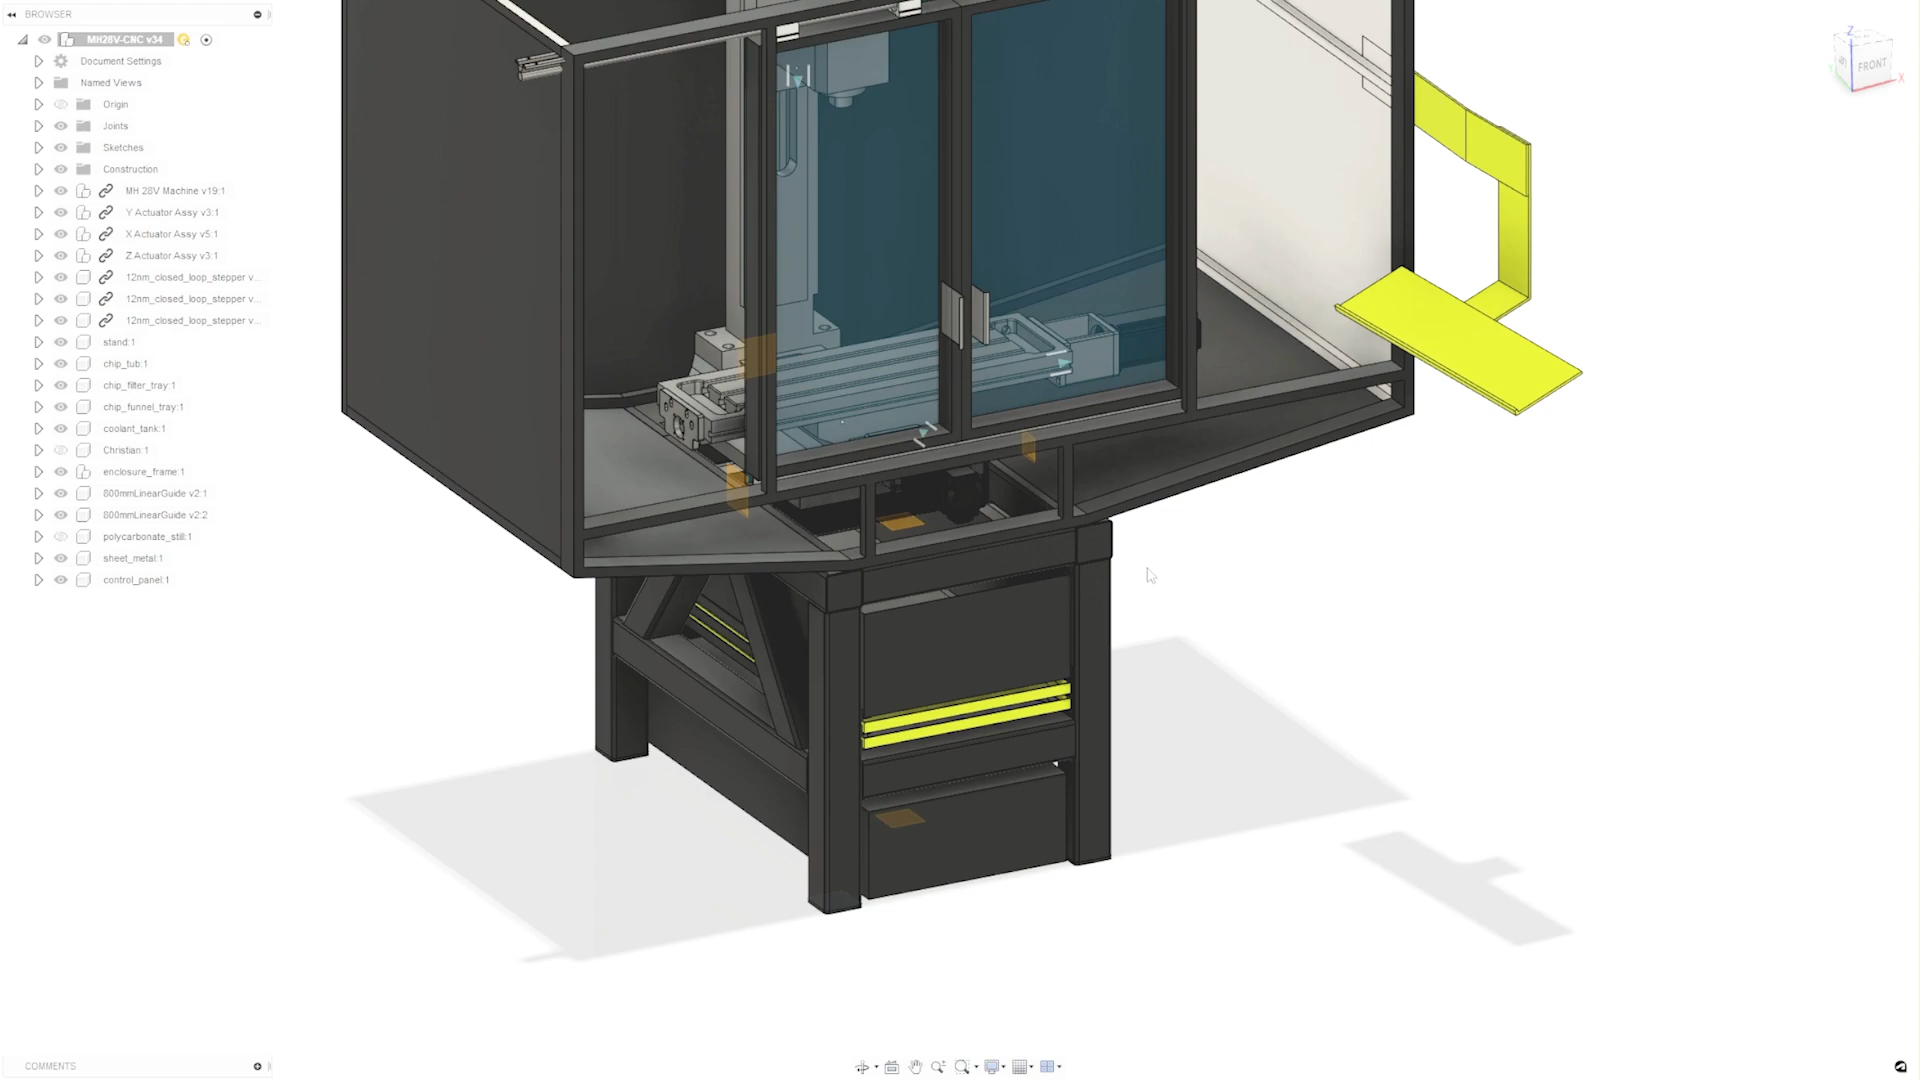 BROWSER
MH28V-CNC v34
Document Settings
Named Views
Origin
Joints
Sketches
Construction
MH 28V Machine v19:1
Y Actuator Assy v3:1
X Actuator Assy v5:1
Z Actuator Assy v3:1
12nm_closed_loop_stepper v...
12nm_closed_loop_stepper v...
12nm_closed_loop_stepper v...
stand:1
chip_tub:1
chip_filter_tray:1
chip_funnel_tray:1
coolant_tank:1
Christian:1
enclosure_frame:1
800mmLinearGuide v2:1
800mmLinearGuide v2:2
polycarbonate_still:1
sheet_metal:1
control_panel:1
COMMENTS
Z
FRONT
X